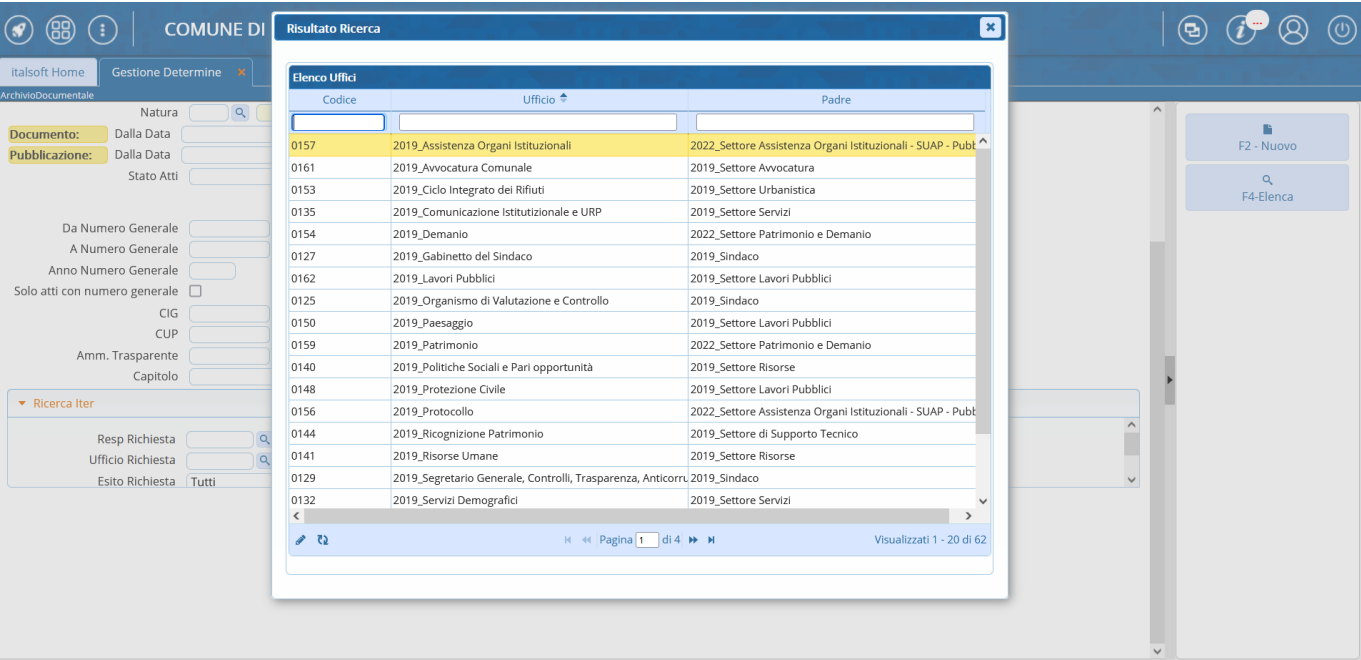 COMUNE DI
Risultato Ricerca
italsoft Home
Gestione Determine
ArchivioDocumentale
Natura
Documento: Dalla Data
Pubblicazione: Dalla Data
Stato Atti
Da Numero Generale
A Numero Generale
Anno Numero Generale
Solo atti con numero generale
CIG
CUP
Amm. Trasparente
Capitolo
Ricerca Iter
Resp Richiesta
Ufficio Richiesta
Esito Richiesta Tutti
Elenco Uffici
Codice Ufficio Padre
0157 2019_Assistenza Organi Istituzionali 2022_Settore Assistenza Organi Istituzionali - SUAP - Pubb
0161 2019_Avvocatura Comunale 2019_Settore Avvocatura
0153 2019_Ciclo Integrato dei Rifiuti 2019_Settore Urbanistica
0135 2019_Comunicazione Istitutizionale e URP 2019_Settore Servizi
0154 2019_Demanio 2022_Settore Patrimonio e Demanio
0127 2019_Gabinetto del Sindaco 2019_Sindaco
0162 2019_Lavori Pubblici 2019_Settore Lavori Pubblici
0125 2019_Organismo di Valutazione e Controllo 2019_Sindaco
0150 2019_Paesaggio 2019_Settore Lavori Pubblici
0159 2019_Patrimonio 2022_Settore Patrimonio e Demanio
0140 2019_Politiche Sociali e Pari opportunità 2019_Settore Risorse
0148 2019_Protezione Civile 2019_Settore Lavori Pubblici
0156 2019_Protocollo 2022_Settore Assistenza Organi Istituzionali - SUAP - Pubb
0144 2019_Ricognizione Patrimonio 2019_Settore di Supporto Tecnico
0141 2019_Risorse Umane 2019_Settore Risorse
0129 2019_Segretario Generale, Controlli, Trasparenza, Anticorru 2019_Sindaco
0132 2019_Servizi Demografici 2019_Settore Servizi
Pagina 1 di 4
Visualizzati 1 - 20 di 62
F2 - Nuovo
F4-Elenca